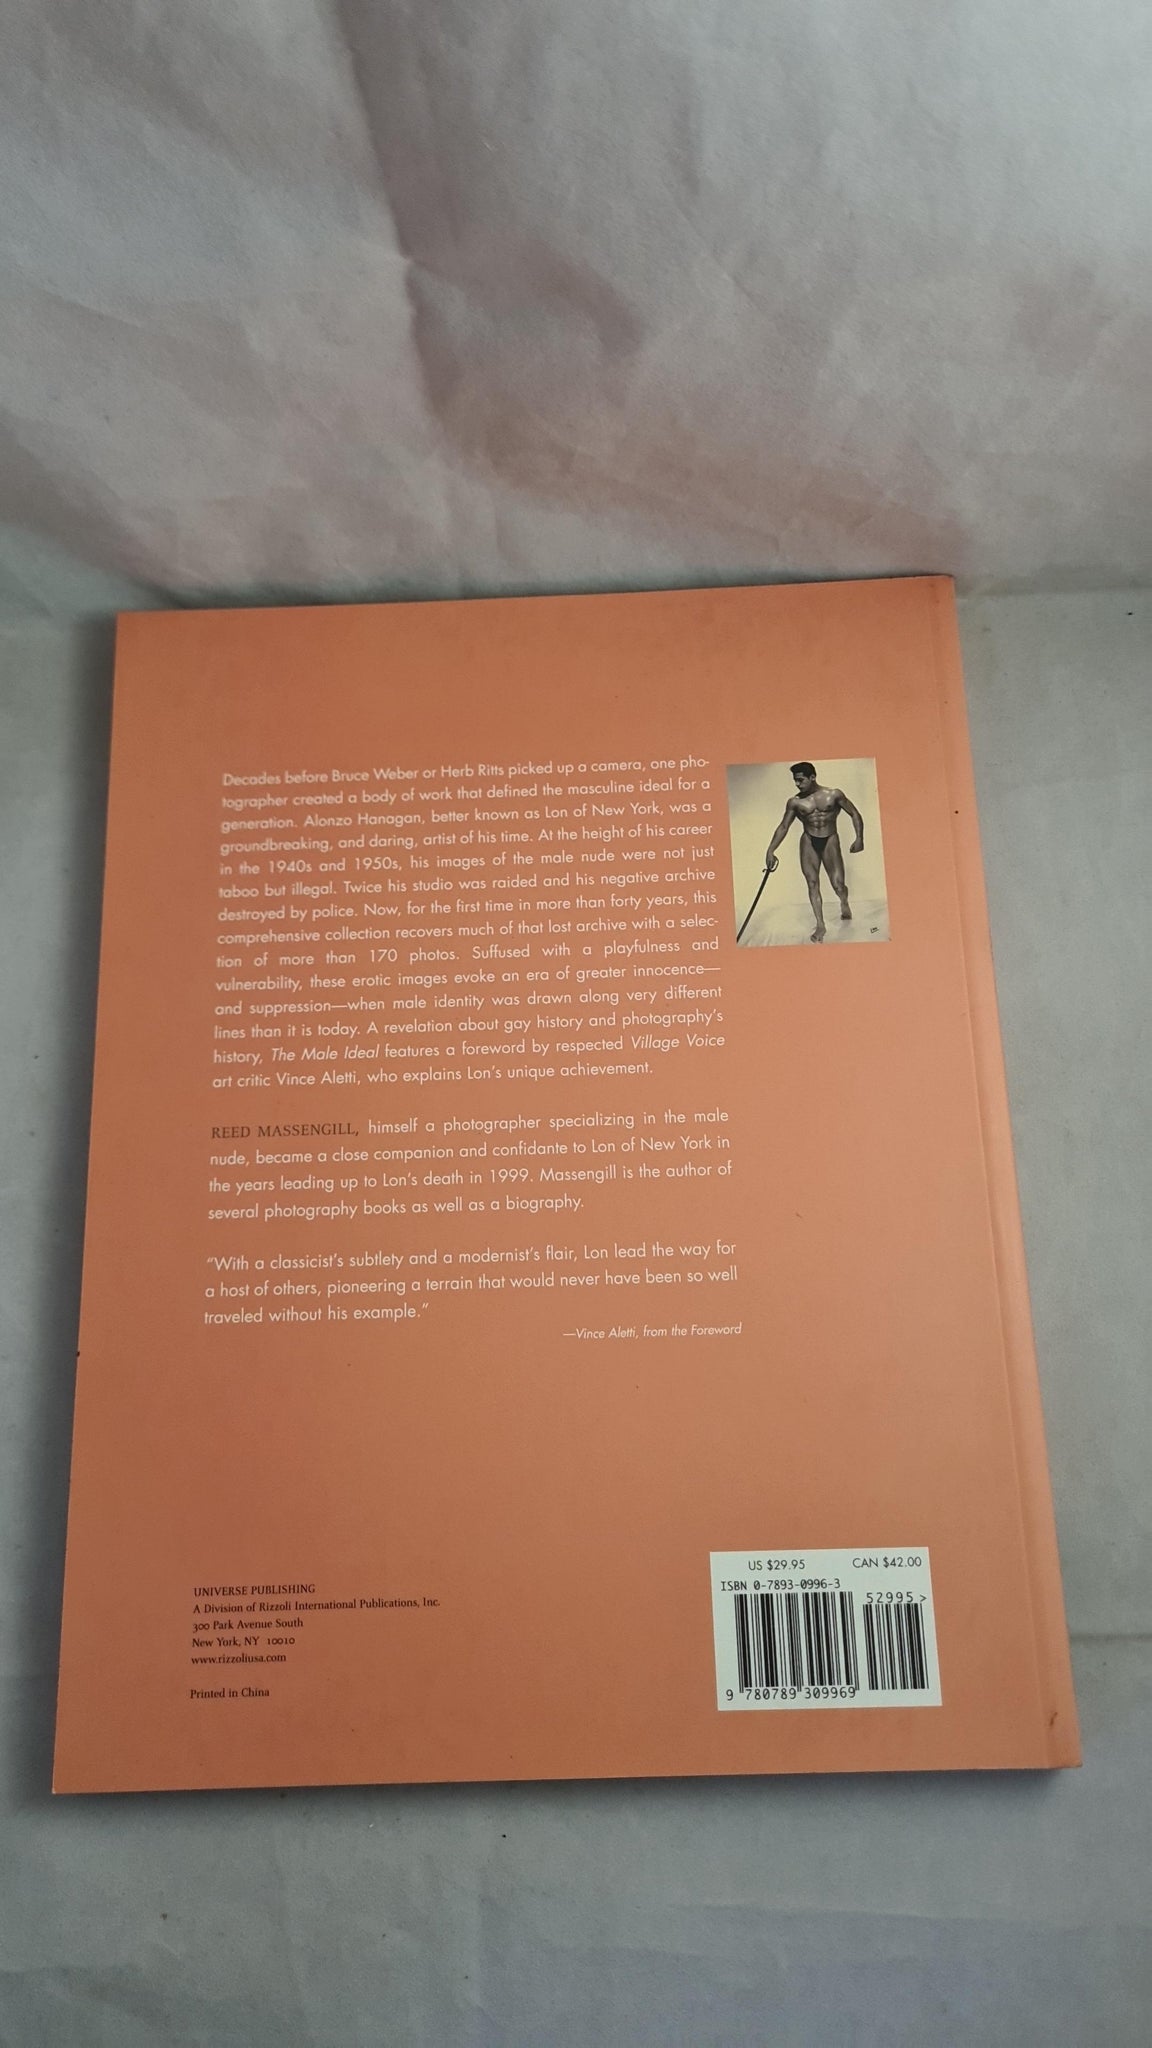 Decades before Bruce Weber or Herb Ritts picked up a camera, one pho-
tographer created a body of work that defined the masculine ideal for a
generation. Alonzo Hanagan, better known as Lon of New York, was a
groundbreaking, and daring, artist of his time. At the height of his career
in the 1940s and 1950s, his images of the male nude were not just
taboo but illegal. Twice his studio was raided and his negative archive
destroyed by police. Now, for the first time in more than forty years, this
comprehensive collection recovers much of that lost archive with a selec-
tion of more than 170 photos. Suffused with a playfulness and
vulnerability, these erotic images evoke an era of greater innocence—
and suppression—when male identity was drawn along very different
lines than it is today. A revelation about gay history and photography's
history, The Male Ideal features a foreword by respected Village Voice
art critic Vince Aletti, who explains Lon's unique achievement.
REED MASSENGILL, himself a photographer specializing in the male
nude, became a close companion and confidante to Lon of New York in
the years leading up to Lon's death in 1999. Massengill is the author of
several photography books as well as a biography.
"With a classicist's subtlety and a modernist's flair, Lon lead the way for
a host of others, pioneering a terrain that would never have been so well
traveled without his example."
—Vince Aletti, from the Foreword
UNIVERSE PUBLISHING
A Division of Rizzoli International Publications, Inc.
300 Park Avenue South
New York, NY 10010
www.rizzoliusa.com
Printed in China
US $29.95 CAN $42.00
ISBN 0-7893-0996-3
52995 >
9 780789 309969